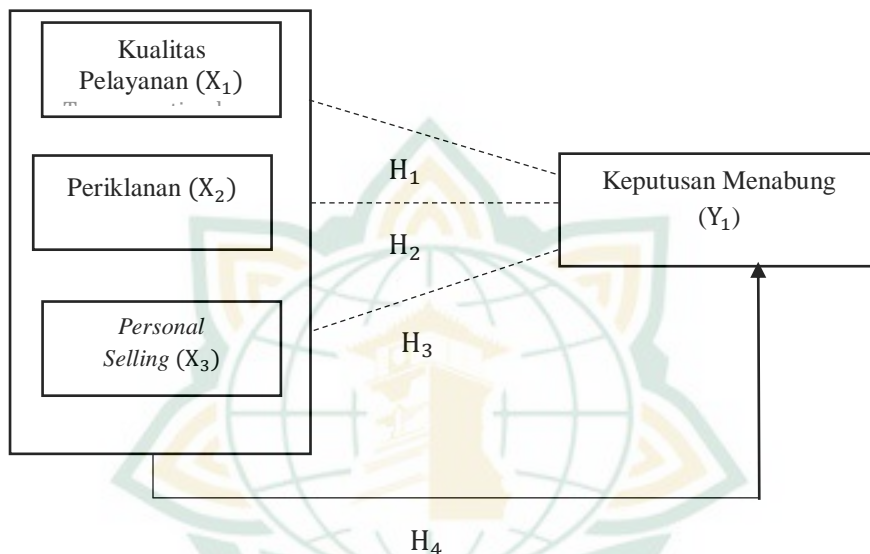 Kualitas
Pelayanan (X₁)
Periklanan (X₂)
Personal
Selling (X₃)
H₁
H₂
H₃
Keputusan Menabung
(Y₁)
H₄